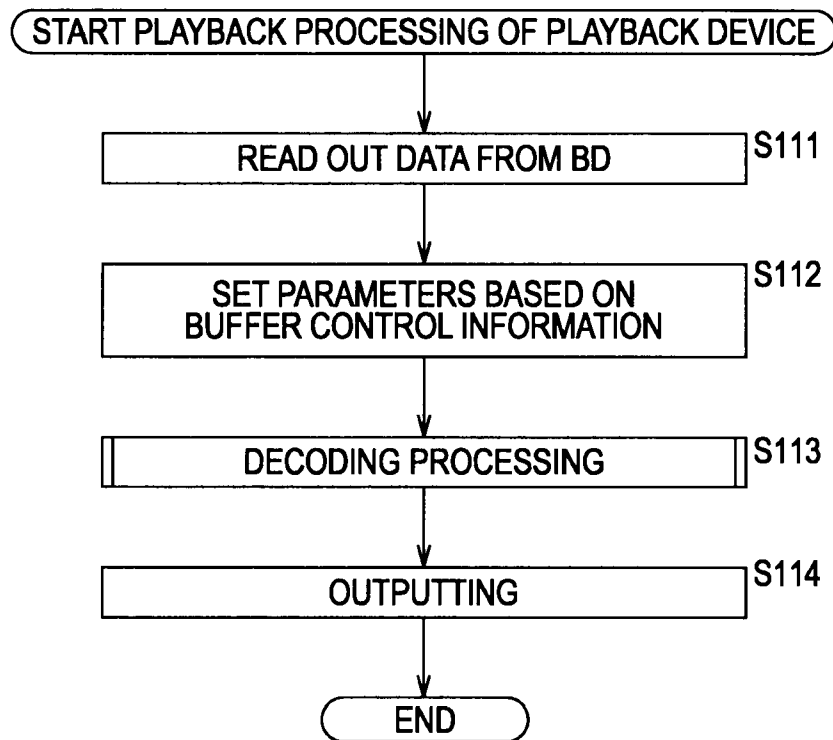 START PLAYBACK PROCESSING OF PLAYBACK DEVICE
READ OUT DATA FROM BD
S111
SET PARAMETERS BASED ON
BUFFER CONTROL INFORMATION
S112
DECODING PROCESSING
S113
OUTPUTTING
S114
END